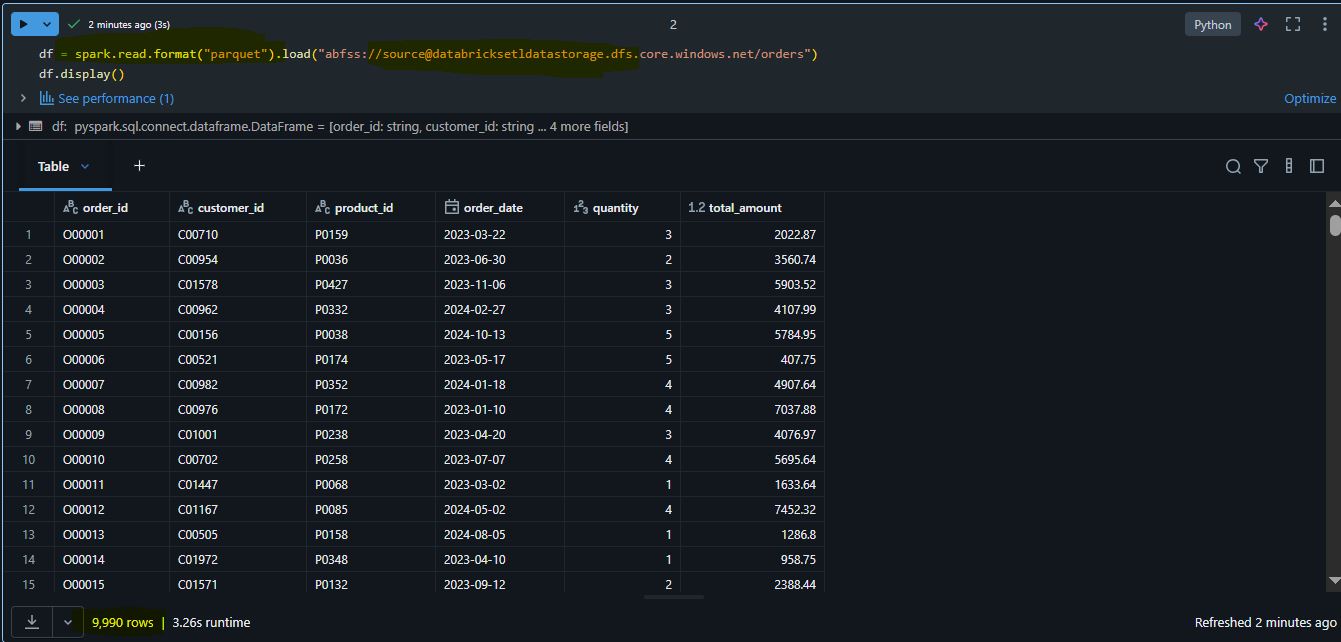 2 minutes ago (3s)
2
Python
df = spark.read.format("parquet").load("abfss://source@databricksetldatastorage.dfs.core.windows.net/orders")
df.display()
See performance (1)
Optimize
df: pyspark.sql.connect.dataframe.DataFrame = [order_id: string, customer_id: string ... 4 more fields]
Table
order_id customer_id product_id order_date 1²3 quantity 1.2 total_amount
1 O00001 C00710 P0159 2023-03-22 3 2022.87
2 O00002 C00954 P0036 2023-06-30 2 3560.74
3 O00003 C01578 P0427 2023-11-06 3 5903.52
4 O00004 C00962 P0332 2024-02-27 3 4107.99
5 O00005 C00156 P0038 2024-10-13 5 5784.95
6 O00006 C00521 P0174 2023-05-17 5 407.75
7 O00007 C00982 P0352 2024-01-18 4 4907.64
8 O00008 C00976 P0172 2023-01-10 4 7037.88
9 O00009 C01001 P0238 2023-04-20 3 4076.97
10 O00010 C00702 P0258 2023-07-07 4 5695.64
11 O00011 C01447 P0068 2023-03-02 1 1633.64
12 O00012 C01167 P0085 2024-05-02 4 7452.32
13 O00013 C00505 P0158 2024-08-05 1 1286.8
14 O00014 C01972 P0348 2023-04-10 1 958.75
15 O00015 C01571 P0132 2023-09-12 2 2388.44
9,990 rows | 3.26s runtime
Refreshed 2 minutes ago